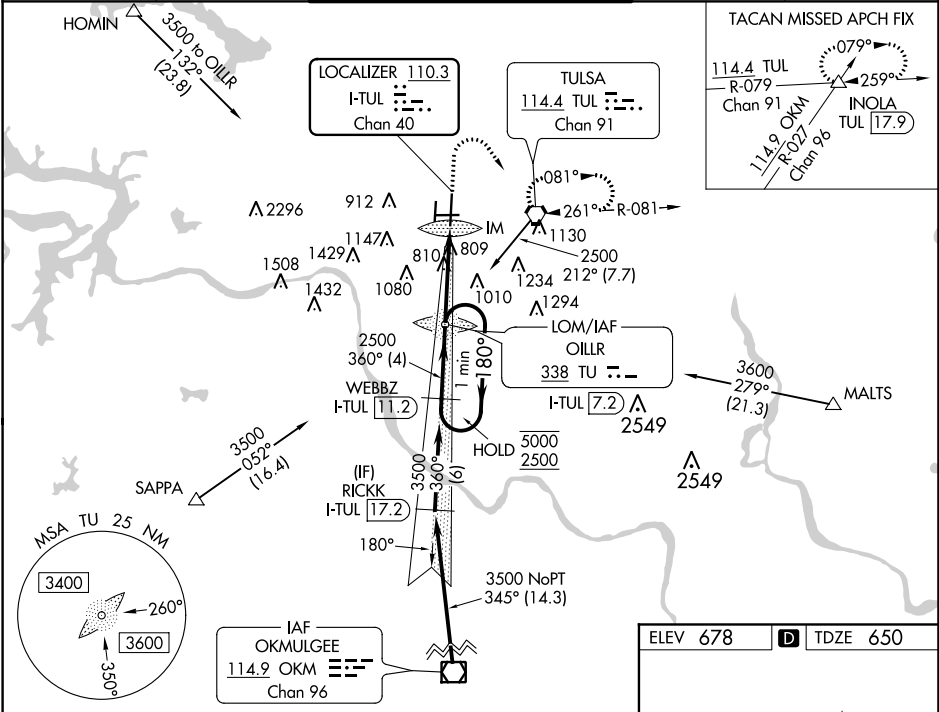 HOMIN
3500 to OILLR
132°
(23.8)
LOCALIZER 110.3
I-TUL
Chan 40
TULSA
114.4 TUL
Chan 91
TACAN MISSED APCH FIX
079°
114.4 TUL
R-079
Chan 91
259°
INOLA
TUL 17.9
114.9 OKM
R-027
Chan 96
081°
261° R-081
2296
912
IM
1130
1147
1429
810
809
2500
212° (7.7)
1508
1080
1010
1234
1432
1294
LOM/IAF
OILLR
338 TU
2500
360° (4)
1 min
180°
WEBBZ
I-TUL 11.2
I-TUL 7.2
2549
3600
279°
(21.3)
MALTS
HOLD 5000
2500
3500
052°
(16.4)
SAPPA
3500
360°
(6)
2549
(IF)
RICKK
I-TUL 17.2
180°
MSA TU 25 NM
3400
260°
3600
350°
3500 NoPT
345° (14.3)
IAF
OKMULGEE
114.9 OKM
Chan 96
ELEV 678 D TDZE 650